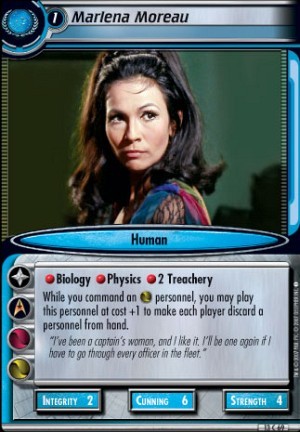 1 Marlena Moreau
Human
Biology Physics 2 Treachery
While you command an personnel, you may play
this personnel at cost +1 to make each player discard a
personnel from hand.
"I've been a captain's woman, and I like it. I'll be one again if I
have to go through every officer in the fleet."
INTEGRITY 2 CUNNING 6 STRENGTH 4